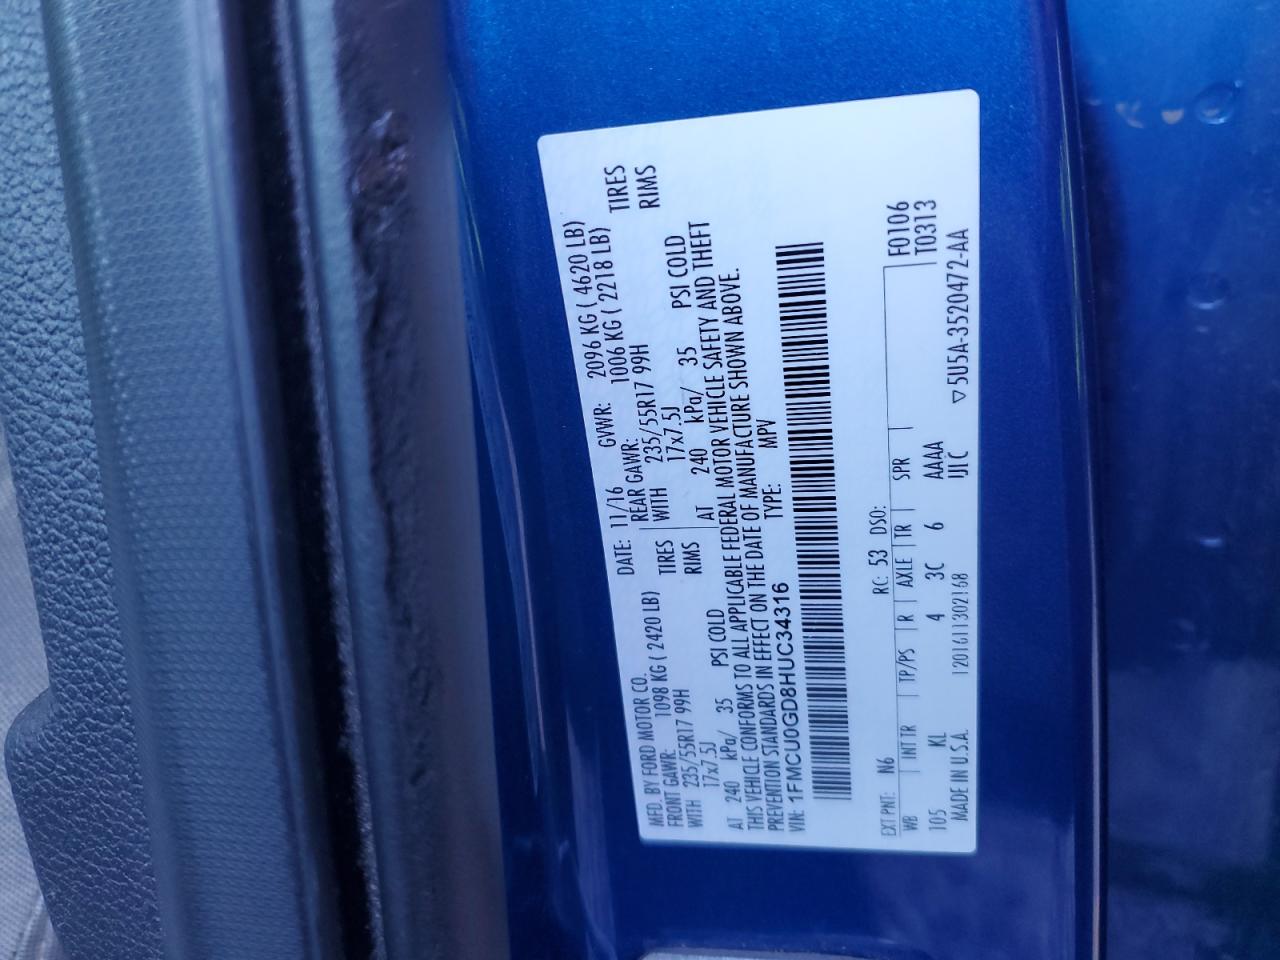 MFD. BY FORD MOTOR CO.
DATE: 11/16 GVWR: 2096 KG ( 4620 LB)
FRONT GAWR: 1098 KG ( 2420 LB)
REAR GAWR: 1006 KG ( 2218 LB)
WITH 235/55R17 99H TIRES
WITH 235/55R17 99H TIRES
17x7.5J RIMS
17x7.5J RIMS
AT 240 kPa/ 35 PSI COLD
AT 240 kPa/ 35 PSI COLD
THIS VEHICLE CONFORMS TO ALL APPLICABLE FEDERAL MOTOR VEHICLE SAFETY AND THEFT
PREVENTION STANDARDS IN EFFECT ON THE DATE OF MANUFACTURE SHOWN ABOVE.
VIN: 1FMCU0GD8HUC34316 TYPE: MPV
F0106
T0313
EXT PNT: N6 RC: 53 DSO:
WB INT TR TP/PS R AXLE TR SPR
105 KL 4 3C 6 AAAA
MADE IN U.S.A. 1201611302168 IJIC ▽5U5A-3520472-AA